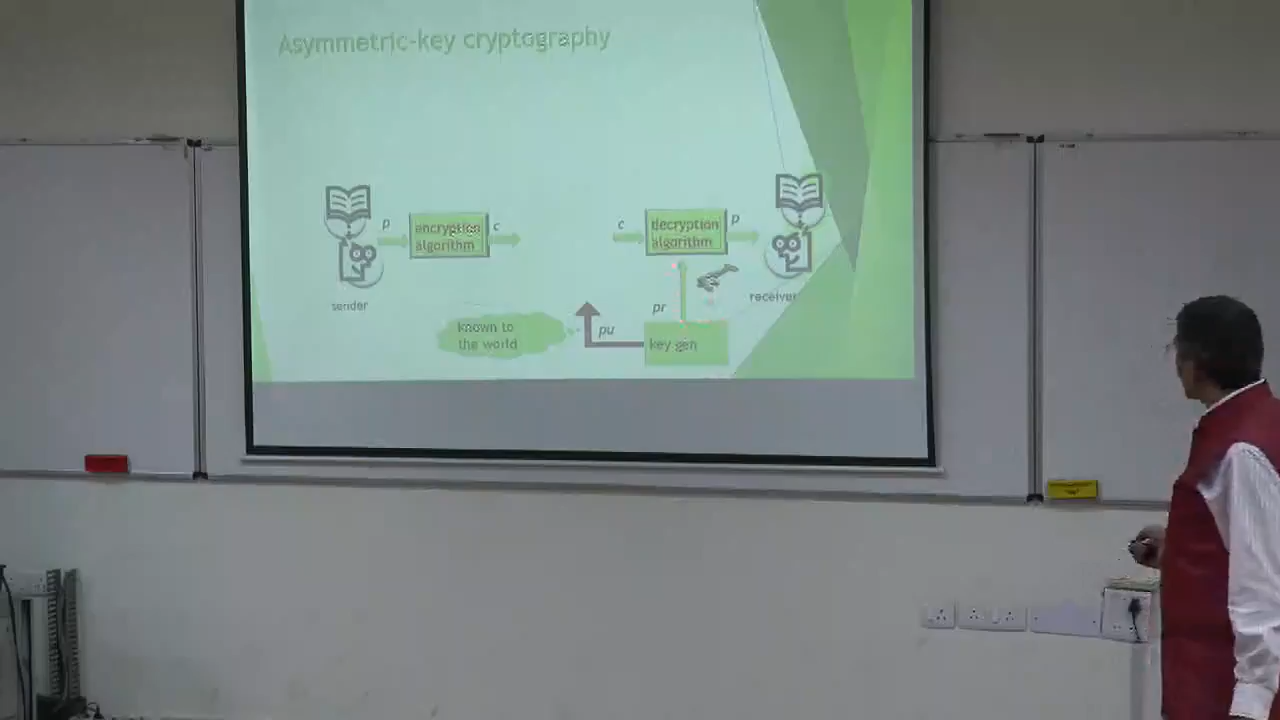 Asymmetric-key cryptography
p
encryption
algorithm
c
c
decryption
algorithm
p
sender
receiver
pr
known to
the world
pu
key gen